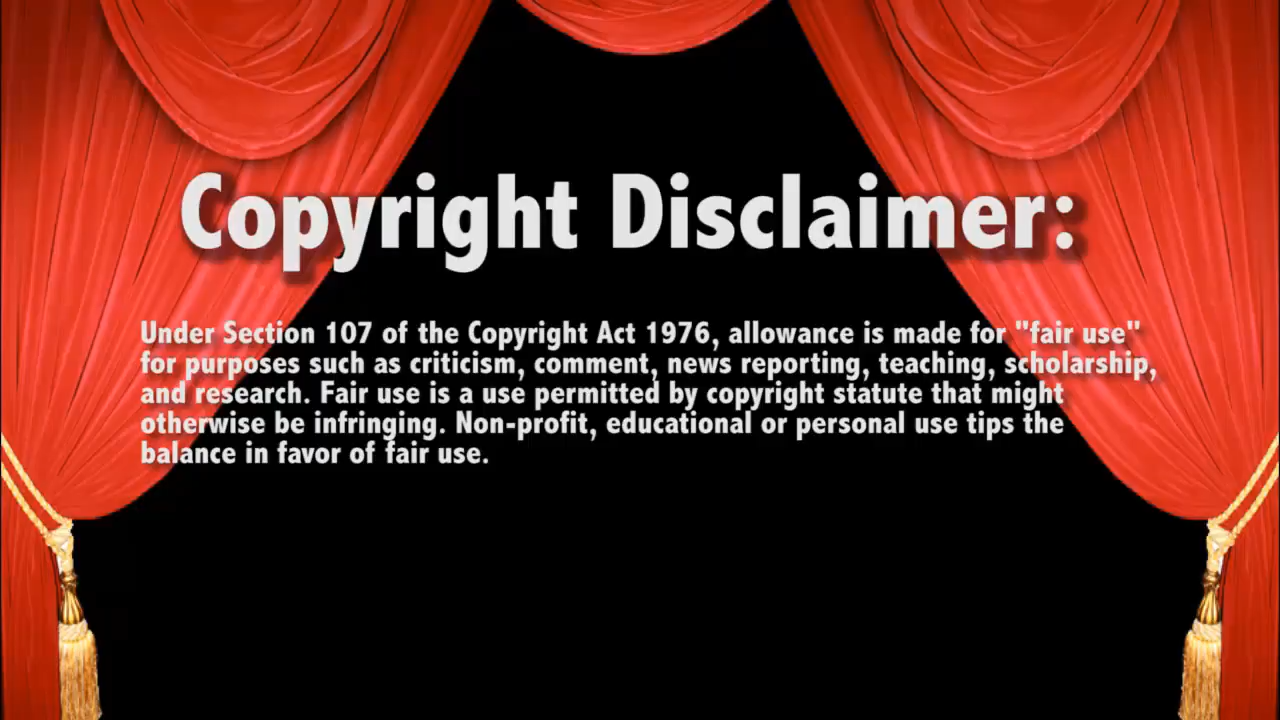 Copyright Disclaimer:
Under Section 107 of the Copyright Act 1976, allowance is made for "fair use"
for purposes such as criticism, comment, news reporting, teaching, scholarship,
and research. Fair use is a use permitted by copyright statute that might
otherwise be infringing. Non-profit, educational or personal use tips the
balance in favor of fair use.